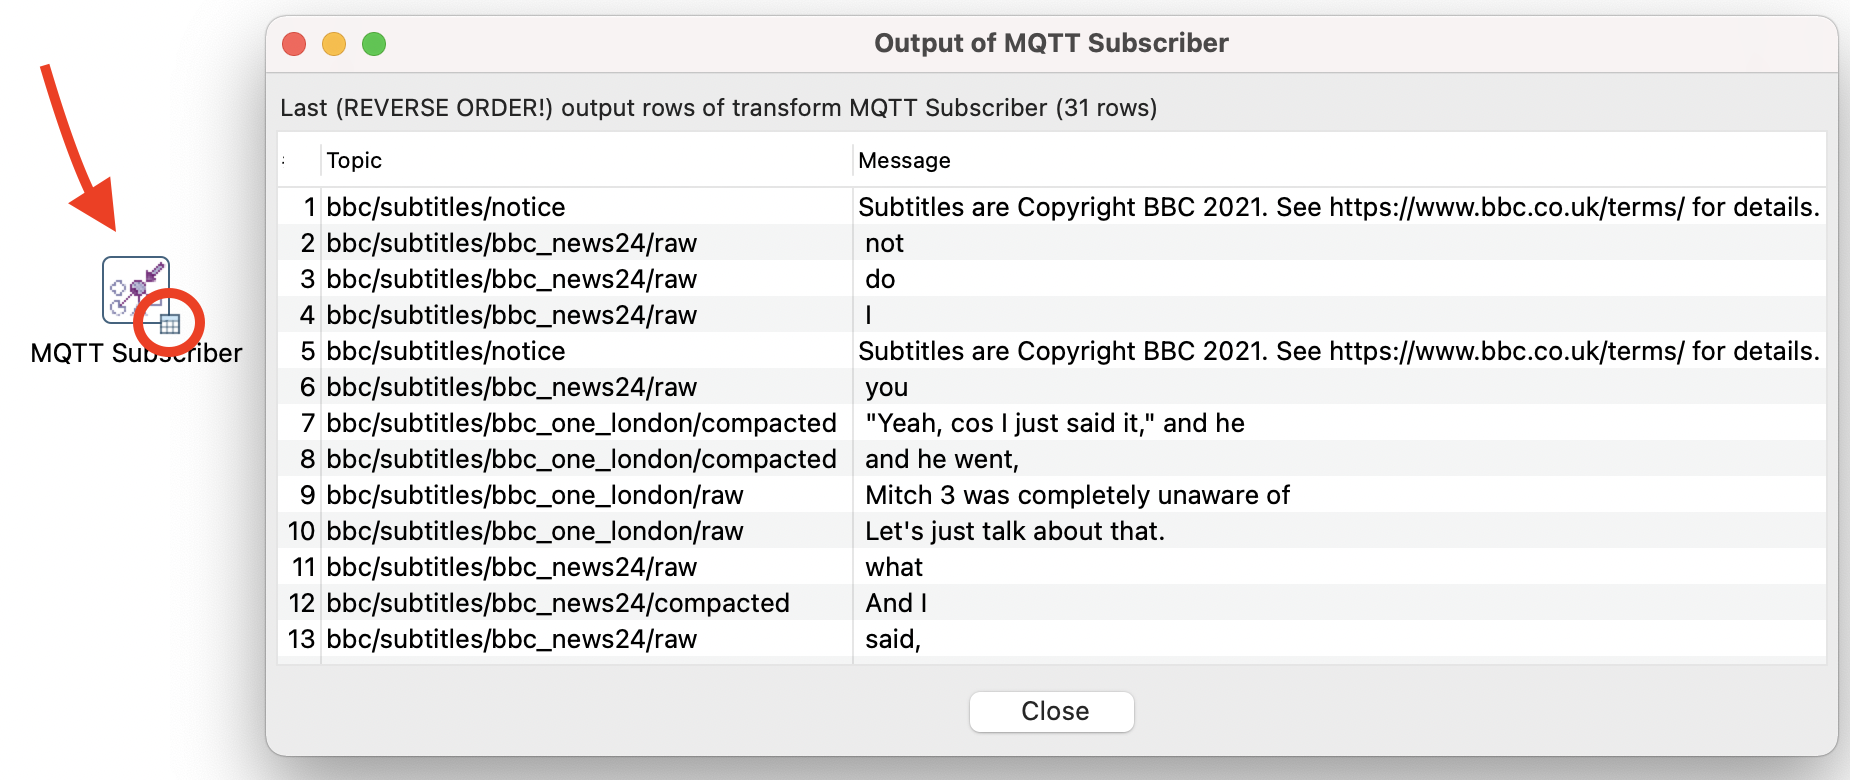 Output of MQTT Subscriber
Last (REVERSE ORDER!) output rows of transform MQTT Subscriber (31 rows)
Topic Message
1 bbc/subtitles/notice Subtitles are Copyright BBC 2021. See https://www.bbc.co.uk/terms/ for details.
2 bbc/subtitles/bbc_news24/raw not
3 bbc/subtitles/bbc_news24/raw do
4 bbc/subtitles/bbc_news24/raw I
5 bbc/subtitles/notice Subtitles are Copyright BBC 2021. See https://www.bbc.co.uk/terms/ for details.
6 bbc/subtitles/bbc_news24/raw you
7 bbc/subtitles/bbc_one_london/compacted "Yeah, cos I just said it," and he
8 bbc/subtitles/bbc_one_london/compacted and he went,
9 bbc/subtitles/bbc_one_london/raw Mitch 3 was completely unaware of
10 bbc/subtitles/bbc_one_london/raw Let's just talk about that.
11 bbc/subtitles/bbc_news24/raw what
12 bbc/subtitles/bbc_news24/compacted And I
13 bbc/subtitles/bbc_news24/raw said,
Close
MQTT Subscriber